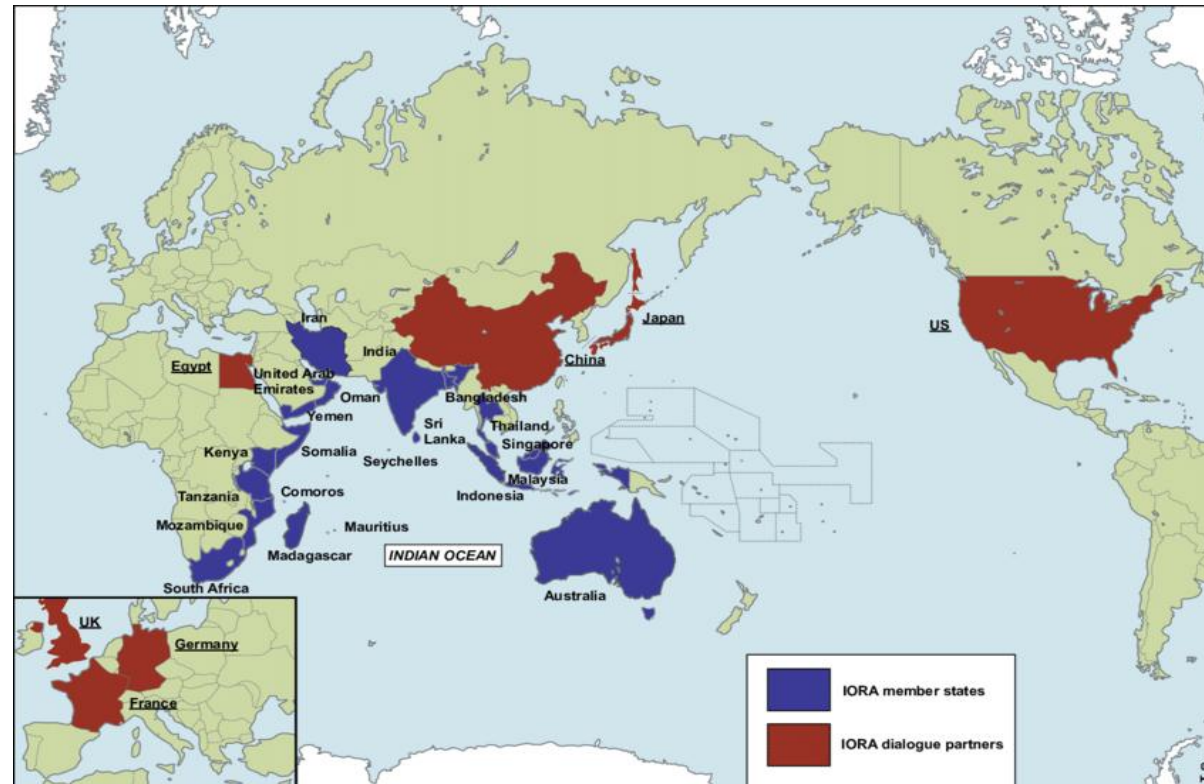 Iran
Japan
US
Egypt
India
China
United Arab
Emirates
Oman
Bangladesh
Yemen
Sri
Lanka
Thailand
Kenya
Somalia
Singapore
Seychelles
Malaysia
Tanzania
Comoros
Indonesia
Mozambique
Mauritius
Madagascar
INDIAN OCEAN
South Africa
Australia
UK
Germany
France
IORA member states
IORA dialogue partners